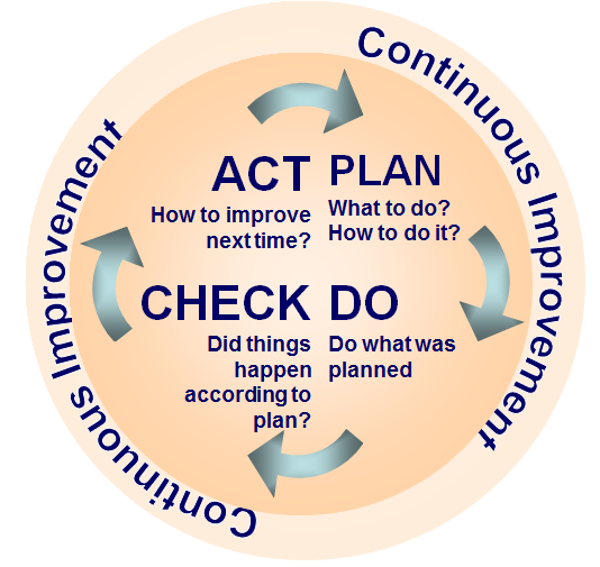 Continuous Improvement
ACT
How to improve
next time?
PLAN
What to do?
How to do it?
CHECK
Did things
happen
according to
plan?
DO
Do what was
planned
Continuous Improvement